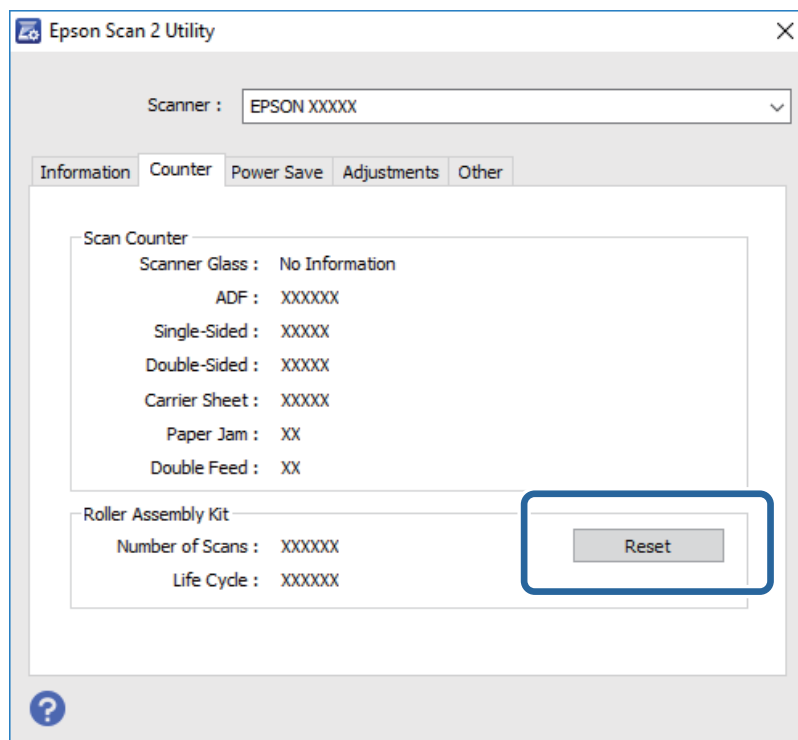 Epson Scan 2 Utility
Scanner : EPSON XXXXX
Information Counter Power Save Adjustments Other
Scan Counter
Scanner Glass : No Information
ADF : XXXXXX
Single-Sided : XXXXX
Double-Sided : XXXXX
Carrier Sheet : XXXXX
Paper Jam : XX
Double Feed : XX
Roller Assembly Kit
Number of Scans : XXXXXX Reset
Life Cycle : XXXXXX
?